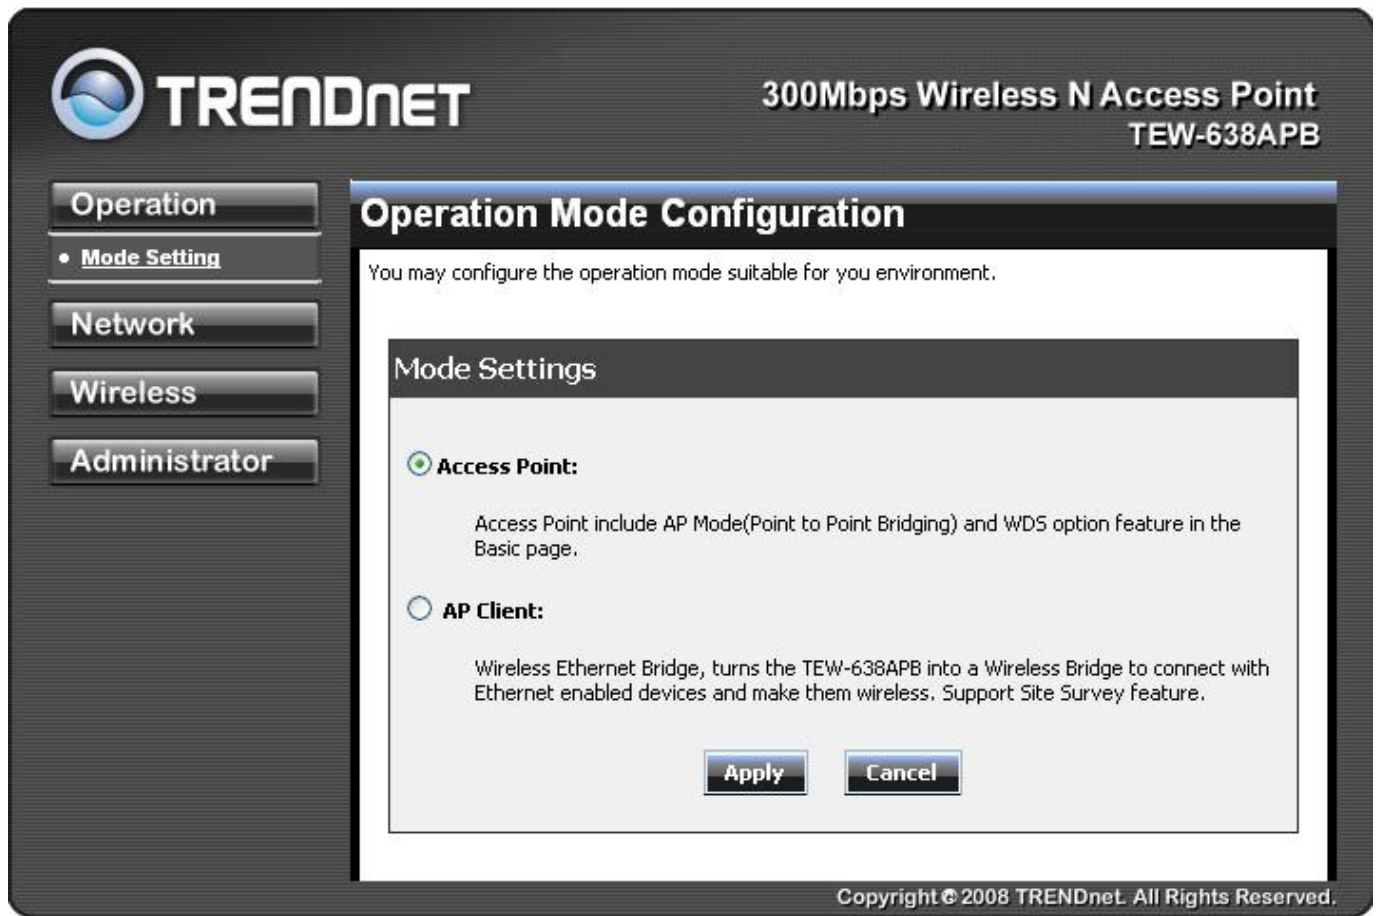 TRENDNET
300Mbps Wireless N Access Point
TEW-638APB
Operation
Mode Setting
Network
Wireless
Administrator
Operation Mode Configuration
You may configure the operation mode suitable for you environment.
Mode Settings
Access Point:
Access Point include AP Mode(Point to Point Bridging) and WDS option feature in the
Basic page.
AP Client:
Wireless Ethernet Bridge, turns the TEW-638APB into a Wireless Bridge to connect with
Ethernet enabled devices and make them wireless. Support Site Survey feature.
Apply
Cancel
Copyright © 2008 TRENDnet. All Rights Reserved.